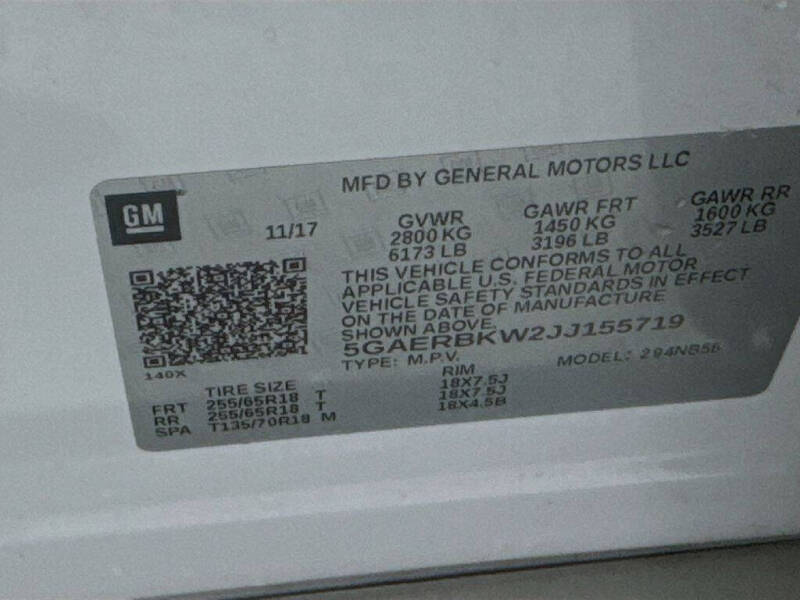 GM
MFD BY GENERAL MOTORS LLC
11/17
GVWR
2800 KG
6173 LB
GAWR FRT
1450 KG
3196 LB
GAWR RR
1600 KG
3527 LB
THIS VEHICLE CONFORMS TO ALL
APPLICABLE U.S. FEDERAL MOTOR
VEHICLE SAFETY STANDARDS IN EFFECT
ON THE DATE OF MANUFACTURE
SHOWN ABOVE
5GAERBKW2JJ155719
TYPE: M.P.V.
MODEL:
140X
TIRE SIZE
RIM
FRT 255/65R18 T 18X7.5J
RR 255/65R18 T 18X7.5J
SPA T135/70R18 M 18X4.5B